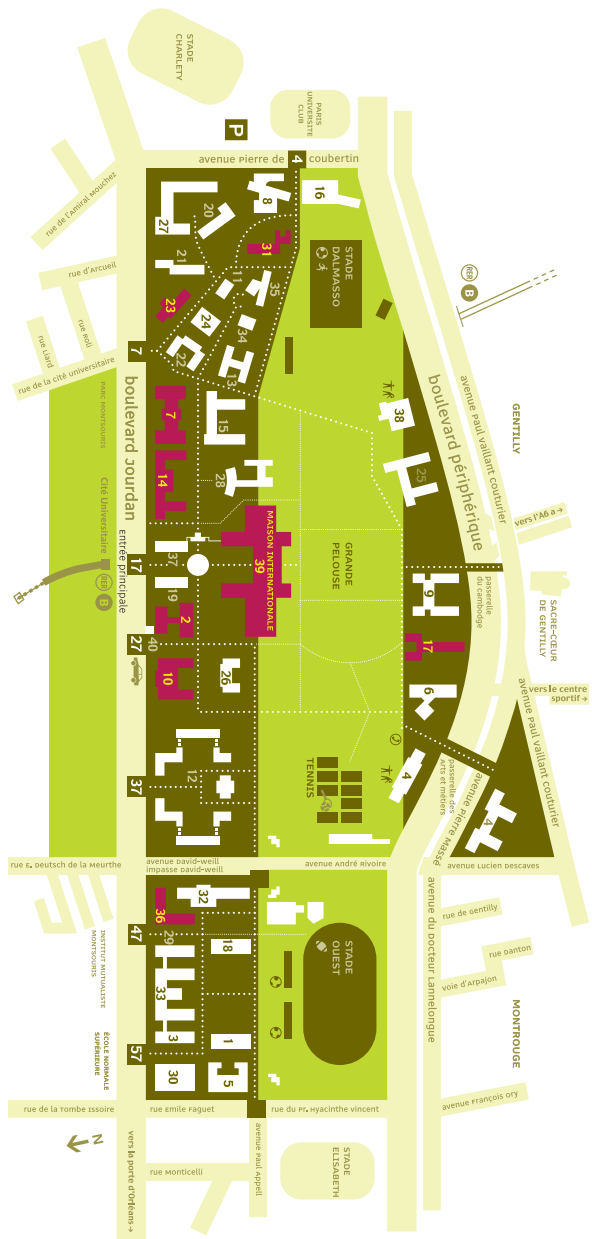 STADE
CHARLETY
PARIS
UNIVERSITE
CLUB
P
avenue Pierre de
4
coubertin
rue de l'Amiral Mouchez
rue d'Arcueil
rue Roli
rue Liard
rue de la cité universitaire
27
20
8
16
21
31
STADE
DALMASSO
23
11
35
24
34
22
13
7
RER
B
GENTILLY
avenue Paul vaillant couturier
boulevard périphérique
boulevard Jourdan
PARC MONTSOURIS
7
15
38
14
28
25
vers l'A6 a →
Cité Universitaire
RER
B
entrée principale
17
37
19
MAISON INTERNATIONALE
39
GRANDE
PELOUSE
9
passerelle
du cambodge
SACRE-CŒUR
DE GENTILLY
2
17
27
40
10
26
6
vers le centre
sportif →
avenue Paul vaillant couturier
12
37
TENNIS
4
passerelle des
Arts et métiers
avenue Pierre Massé
4
rue E. Deutsch de la Meurthe
avenue David-weill
impasse David-weill
avenue André Rivoire
avenue Lucien Descaves
36
32
47
29
18
INSTITUT MUTUALISTE
MONTSOURIS
STADE
OUEST
avenue du Docteur Lannelongue
rue de Gentilly
rue Danton
voie d'Arpajon
MONTROUGE
33
3
1
ÉCOLE NORMALE
SUPÉRIEURE
57
30
5
avenue François Ory
rue de la Tombe Issoire
rue Emile Faguet
rue du Pr. Hyacinthe vincent
N
vers la porte d'Orléans →
rue Monticelli
avenue Paul Appell
STADE
ELISABETH